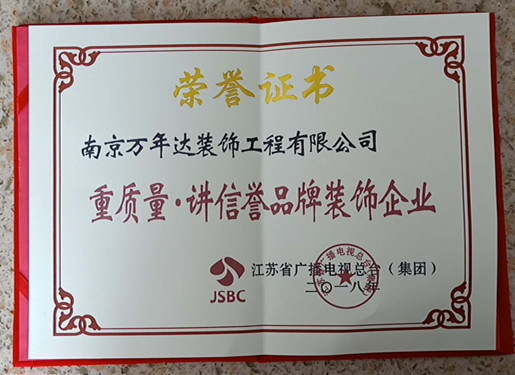 荣誉证书
南京万年达装饰工程有限公司
重质量·讲信誉品牌装饰企业
JSBC
江苏省广播电视总台（集团）
二〇一八年